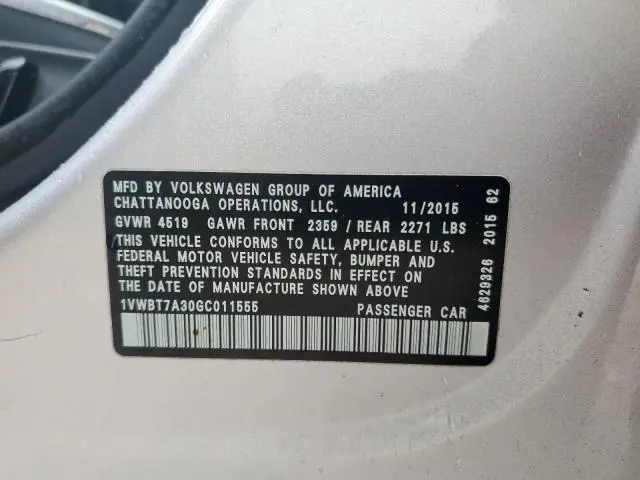 MFD BY VOLKSWAGEN GROUP OF AMERICA
CHATTANOOGA OPERATIONS, LLC. 11/2015
GVWR 4519 GAWR FRONT 2359 / REAR 2271 LBS
THIS VEHICLE CONFORMS TO ALL APPLICABLE U.S.
FEDERAL MOTOR VEHICLE SAFETY, BUMPER AND
THEFT PREVENTION STANDARDS IN EFFECT ON
THE DATE OF MANUFACTURE SHOWN ABOVE
1VWBT7A30GC011555 PASSENGER CAR
4629326 2015 62